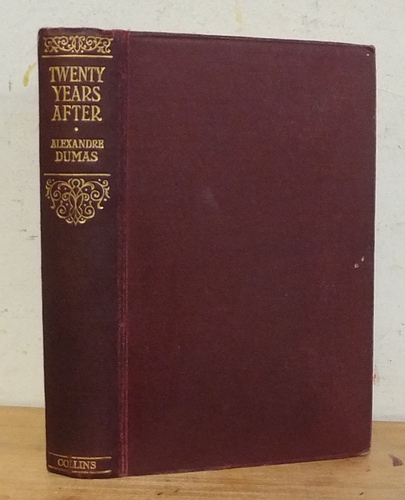 TWENTY
YEARS
AFTER
ALEXANDRE
DUMAS
COLLINS